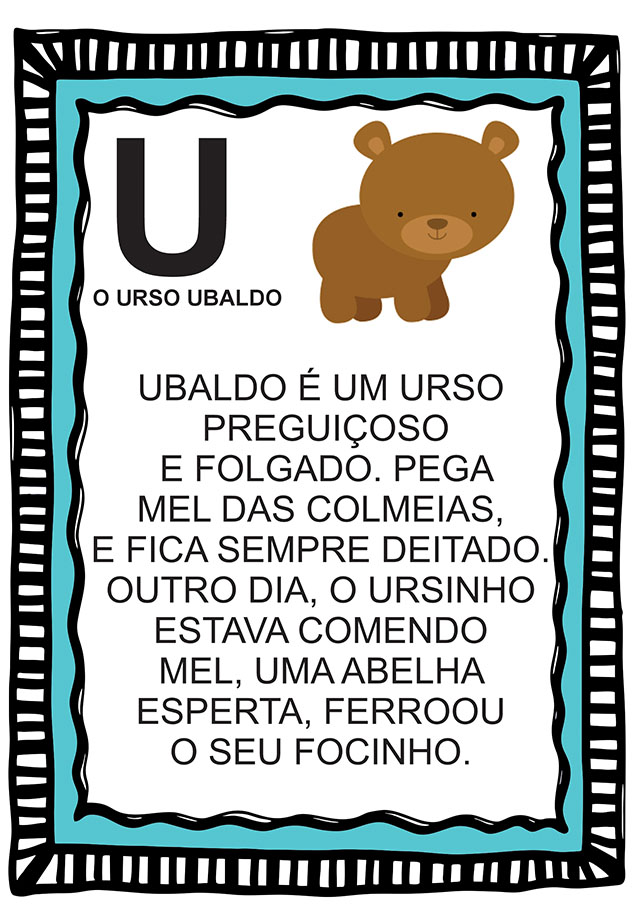 U
O URSO UBALDO
UBALDO É UM URSO
PREGUIÇOSO
E FOLGADO. PEGA
MEL DAS COLMEIAS,
E FICA SEMPRE DEITADO.
OUTRO DIA, O URSINHO
ESTAVA COMENDO
MEL, UMA ABELHA
ESPERTA, FERROOU
O SEU FOCINHO.